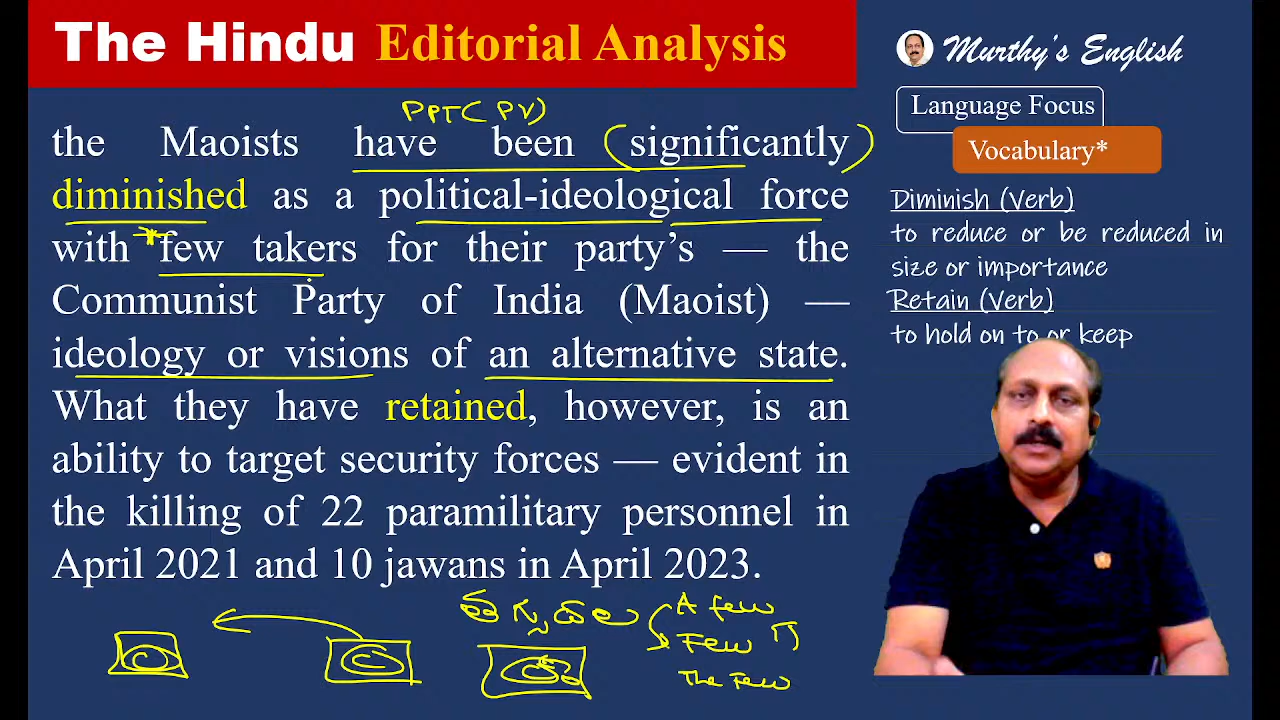 The Hindu Editorial Analysis
Murthy's English
Language Focus
Vocabulary*
PPT( PV)
the Maoists have been (significantly)
diminished as a political-ideological force
with *few takers for their party's — the
Communist Party of India (Maoist) —
ideology or visions of an alternative state.
What they have retained, however, is an
ability to target security forces — evident in
the killing of 22 paramilitary personnel in
April 2021 and 10 jawans in April 2023.
Diminish (Verb)
to reduce or be reduced in
size or importance
Retain (Verb)
to hold on to or keep
A few
Few
The Few